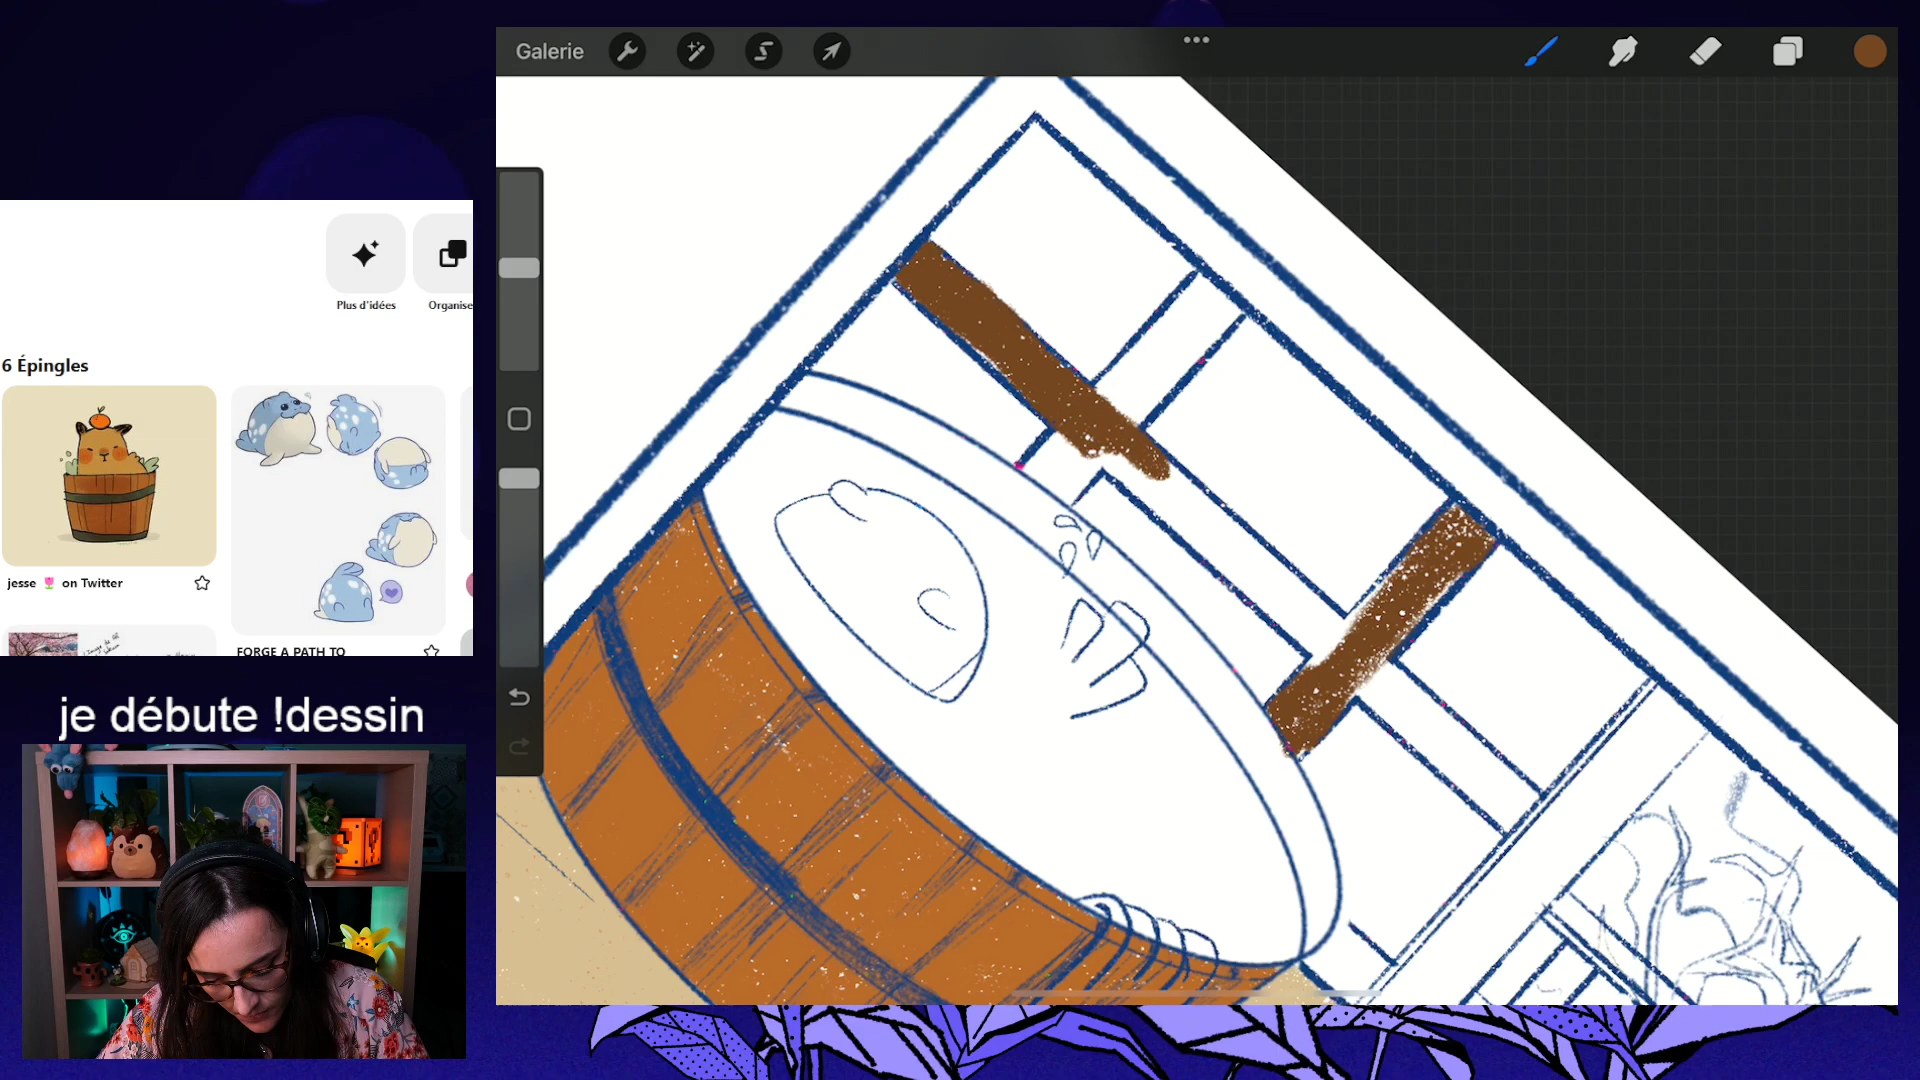 Galerie
Plus d'idées
Organise
6 Épingles
jesse 🌷 on Twitter
FORGE A PATH TO
je débute !dessin